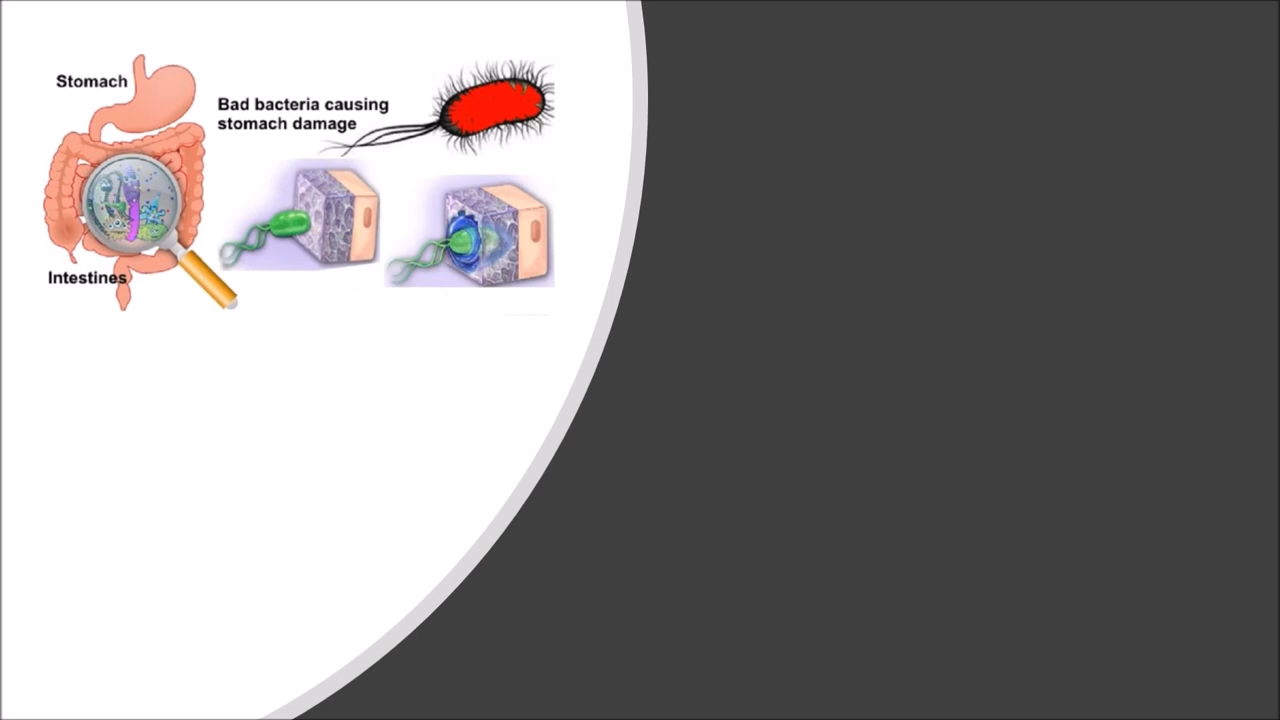 Stomach
Bad bacteria causing
stomach damage
Intestines